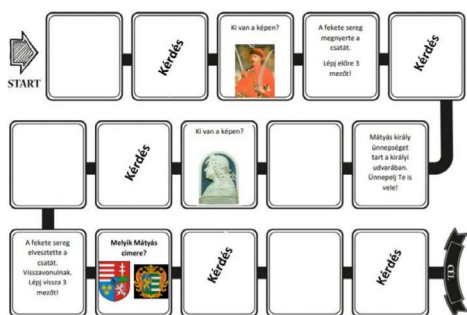 START
Kérdés
Ki van a képen?
A fekete sereg
megnyerte a
csatát.
Lépj előre 3
mezőt!
Kérdés
Mátyás király
ünnepséget
tart a királyi
udvarában.
Ünnepelj Te is
vele!
Ki van a képen?
Kérdés
A fekete sereg
elvesztette a
csatát.
Visszavonulnak.
Lépj vissza 3
mezőt!
Melyik Mátyás
címere?
Kérdés
Kérdés
CÉL